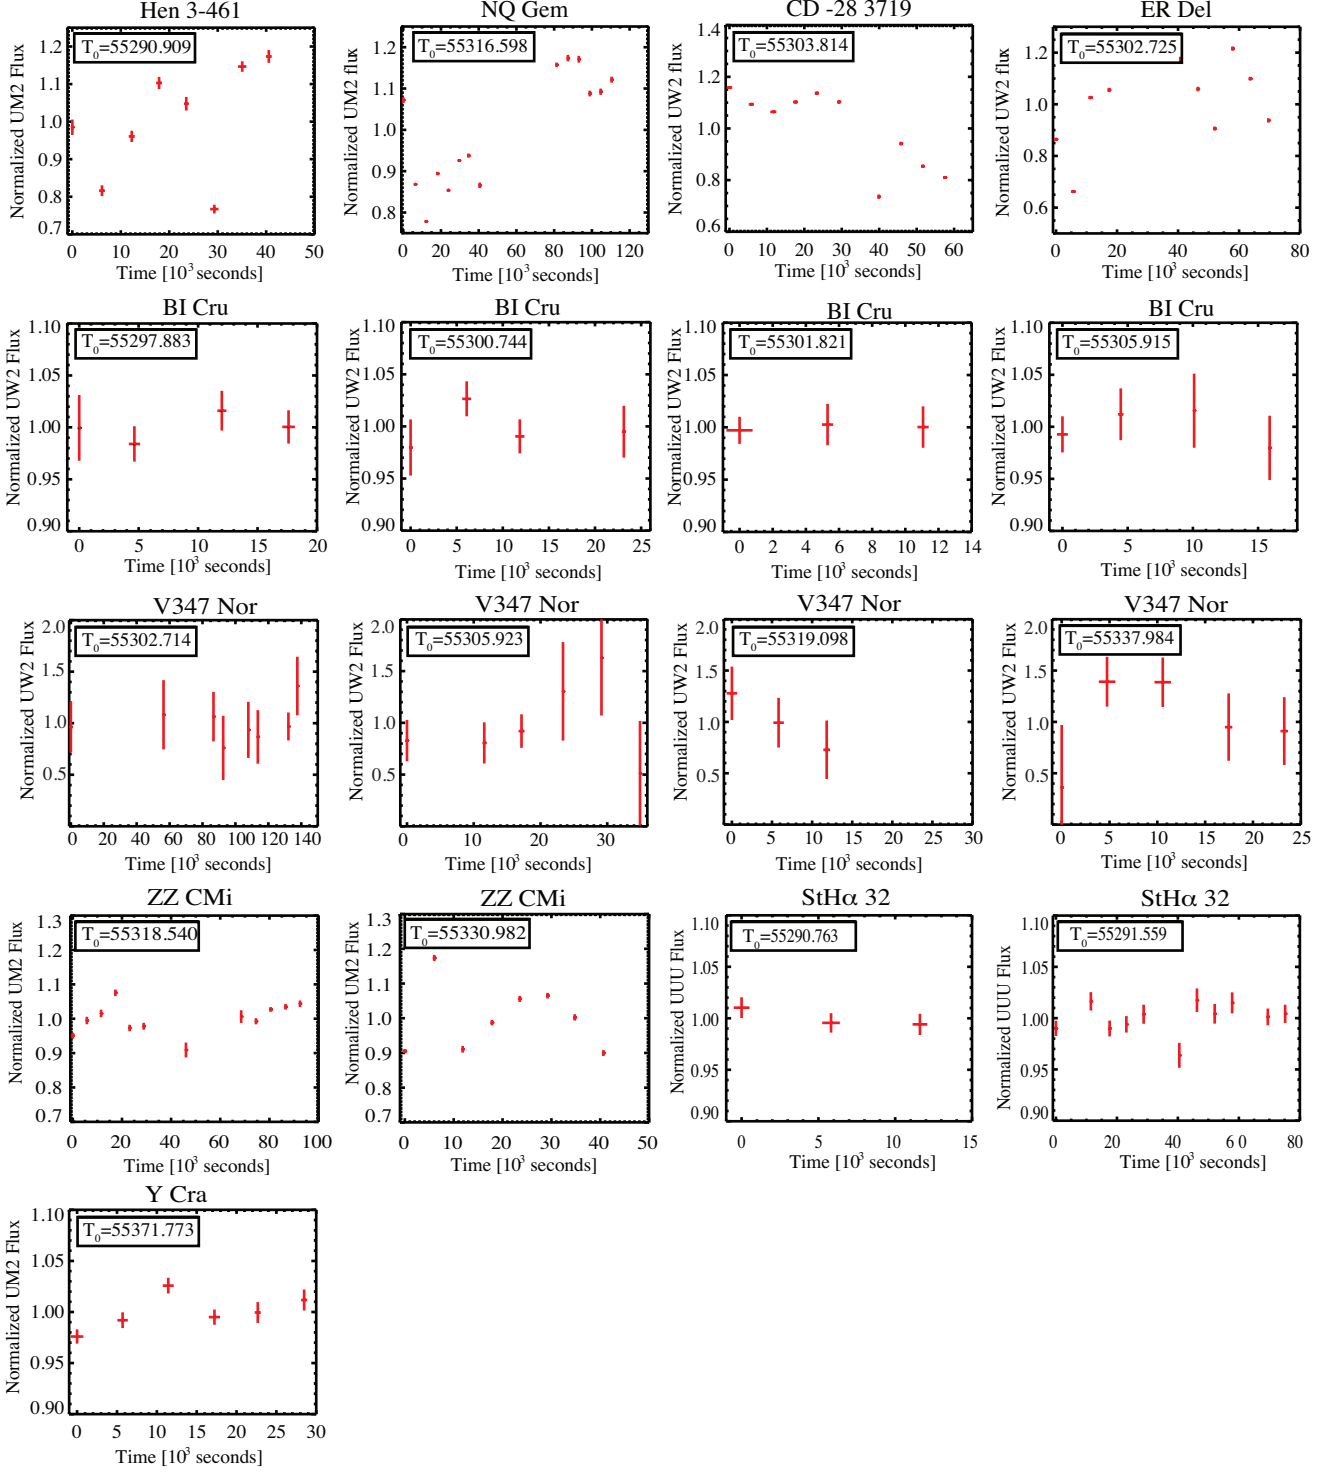 Hen 3-461
Normalized UM2 Flux
T0=55290.909
1.2
1.1
1.0
0.9
0.8
0.7
0 10 20 30 40 50
Time [10³ seconds]
NQ Gem
Normalized UM2 flux
T0=55316.598
1.2
1.1
1.0
0.9
0.8
0 20 40 60 80 100 120
Time [10³ seconds]
CD -28 3719
Normalized UW2 flux
T0=55303.814
1.4
1.2
1.0
0.8
0.6
0 10 20 30 40 50 60
Time [10³ seconds]
ER Del
Normalized UW2 flux
T0=55302.725
1.2
1.0
0.8
0.6
0 20 40 60 80
Time [10³ seconds]
BI Cru
Normalized UW2 Flux
T0=55297.883
1.10
1.05
1.00
0.95
0.90
0 5 10 15 20
Time [10³ seconds]
BI Cru
Normalized UW2 Flux
T0=55300.744
1.10
1.05
1.00
0.95
0.90
0 5 10 15 20 25
Time [10³ seconds]
BI Cru
Normalized UW2 Flux
T0=55301.821
1.10
1.05
1.00
0.95
0.90
0 2 4 6 8 10 12 14
Time [10³ seconds]
BI Cru
Normalized UW2 Flux
T0=55305.915
1.10
1.05
1.00
0.95
0.90
0 5 10 15
Time [10³ seconds]
V347 Nor
Normalized UW2 Flux
T0=55302.714
2.0
1.5
1.0
0.5
0 20 40 60 80 100 120 140
Time [10³ seconds]
V347 Nor
Normalized UW2 Flux
T0=55305.923
2.0
1.5
1.0
0.5
0 10 20 30
Time [10³ seconds]
V347 Nor
Normalized UW2 Flux
T0=55319.098
2.0
1.5
1.0
0.5
0 5 10 15 20 25 30
Time [10³ seconds]
V347 Nor
Normalized UW2 Flux
T0=55337.984
2.0
1.5
1.0
0.5
0 5 10 15 20 25
Time [10³ seconds]
ZZ CMi
Normalized UM2 Flux
T0=55318.540
1.3
1.2
1.1
1.0
0.9
0.8
0.7
0 20 40 60 80 100
Time [10³ seconds]
ZZ CMi
Normalized UM2 Flux
T0=55330.982
1.3
1.2
1.1
1.0
0.9
0.8
0.7
0 10 20 30 40 50
Time [10³ seconds]
StHα 32
Normalized UUU Flux
T0=55290.763
1.10
1.05
1.00
0.95
0.90
0 5 10 15
Time [10³ seconds]
StHα 32
Normalized UUU Flux
T0=55291.559
1.10
1.05
1.00
0.95
0.90
0 20 40 60 80
Time [10³ seconds]
Y Cra
Normalized UM2 Flux
T0=55371.773
1.10
1.05
1.00
0.95
0.90
0 5 10 15 20 25 30
Time [10³ seconds]